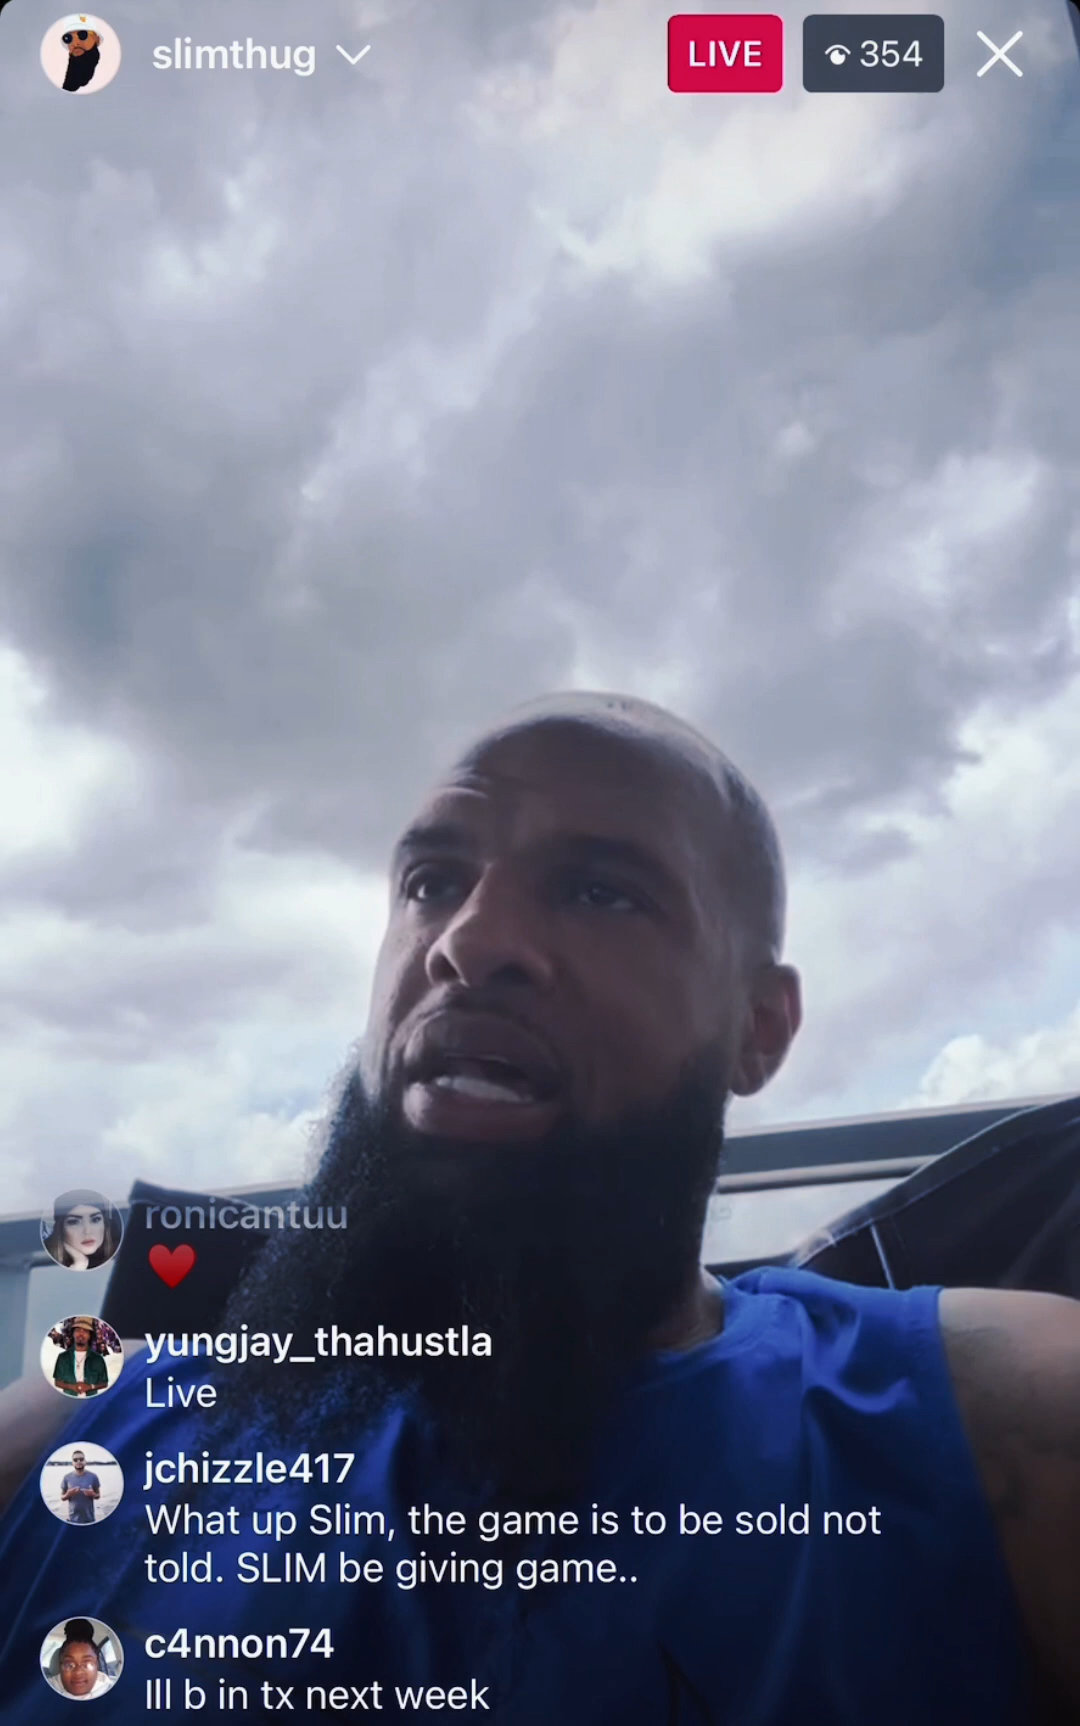 slimthug
LIVE
354
ronicantuu
❤️
yungjay_thahustla
Live
jchizzle417
What up Slim, the game is to be sold not
told. SLIM be giving game..
c4nnon74
Ill b in tx next week